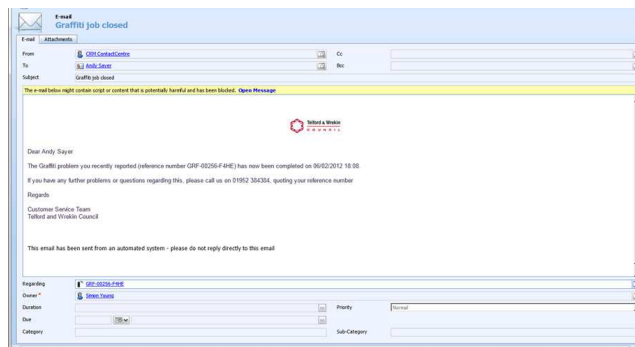 E-mail
Graffiti job closed
E-mail Attachments
From CRM ContactCentre Cc
To Andy Sayer Bcc
Subject Graffiti job closed
The e-mail below might contain script or content that is potentially harmful and has been blocked. Open Message
Telford & Wrekin
COUNCIL
Dear Andy Sayer
The Graffiti problem you recently reported (reference number GRF-00256-F4HE) has now been completed on 06/02/2012 18:08.
If you have any further problems or questions regarding this, please call us on 01952 384384, quoting your reference number
Regards
Customer Service Team
Telford and Wrekin Council
This email has been sent from an automated system - please do not reply directly to this email
Regarding GRF-00256-F4HE
Owner * Simon Young
Duration Priority Normal
Due
Category Sub-Category